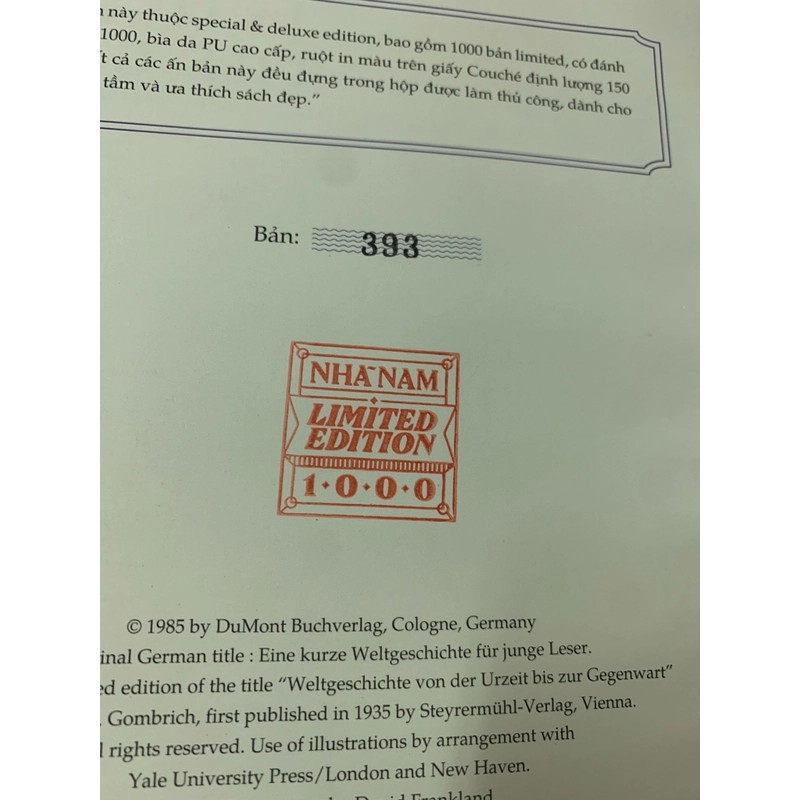 này thuộc special & deluxe edition, bao gồm 1000 bản limited, có đánh
1000, bìa da PU cao cấp, ruột in màu trên giấy Couché định lượng 150
t cả các ấn bản này đều đựng trong hộp được làm thủ công, dành cho
tầm và ưa thích sách đẹp.”
Bản: 393
NHÃ NAM
LIMITED
EDITION
1·0·0·0
© 1985 by DuMont Buchverlag, Cologne, Germany
inal German title : Eine kurze Weltgeschichte für junge Leser.
ed edition of the title “Weltgeschichte von der Urzeit bis zur Gegenwart”
. Gombrich, first published in 1935 by Steyrermühl-Verlag, Vienna.
l rights reserved. Use of illustrations by arrangement with
Yale University Press/London and New Haven.
David Frankland